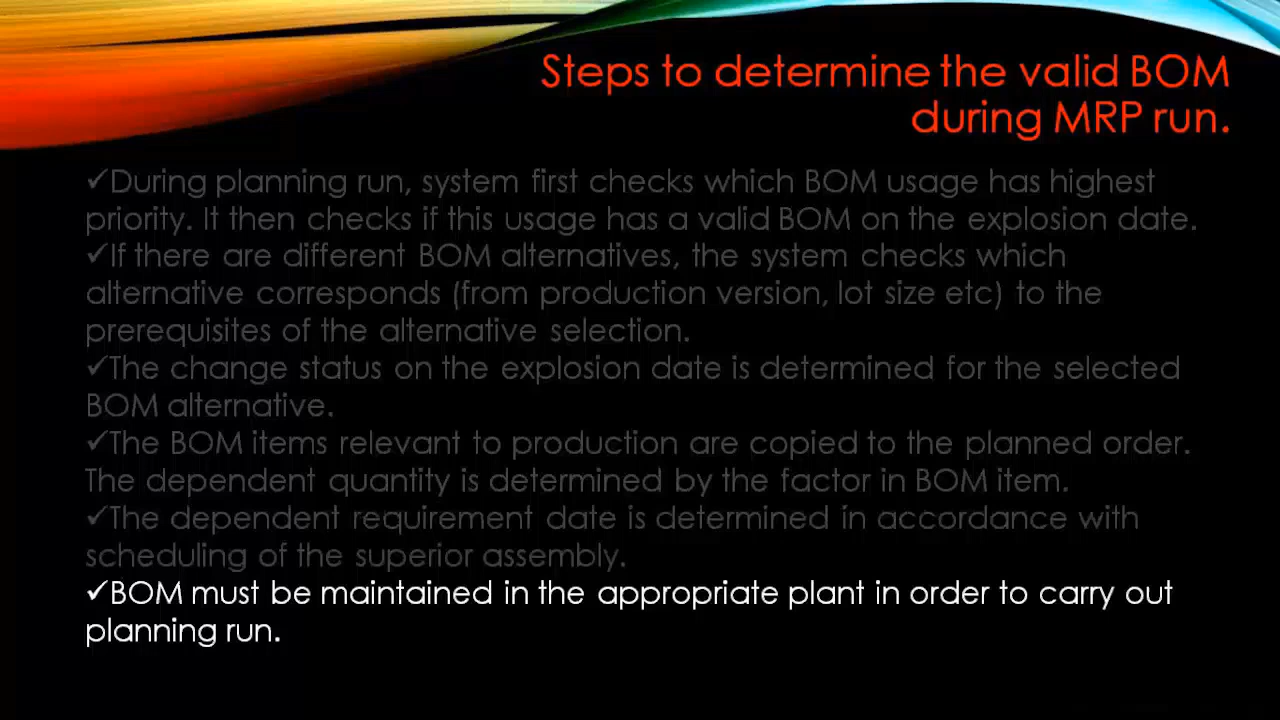 Steps to determine the valid BOM
during MRP run.
✓During planning run, system first checks which BOM usage has highest
priority. It then checks if this usage has a valid BOM on the explosion date.
✓If there are different BOM alternatives, the system checks which
alternative corresponds (from production version, lot size etc) to the
prerequisites of the alternative selection.
✓The change status on the explosion date is determined for the selected
BOM alternative.
✓The BOM items relevant to production are copied to the planned order.
The dependent quantity is determined by the factor in BOM item.
✓The dependent requirement date is determined in accordance with
scheduling of the superior assembly.
✓BOM must be maintained in the appropriate plant in order to carry out
planning run.